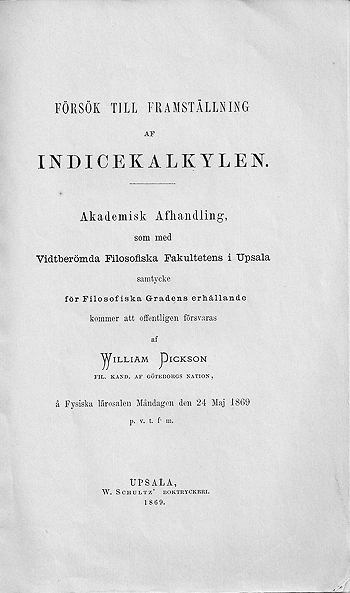 FÖRSÖK TILL FRAMSTÄLLNING
AF
INDICEKALKYLEN.
Akademisk Afhandling,
som med
Vidtberömda Filosofiska Fakultetens i Upsala
samtycke
för Filosofiska Gradens erhållande
kommer att offentligen försvaras
af
WILLIAM DICKSON
FIL. KAND. AF GÖTEBORGS NATION,
å Fysiska lärosalen Måndagen den 24 Maj 1869
p. v. t. f m.
UPSALA,
W. SCHULTZ' BOKTRYCKERI.
1869.